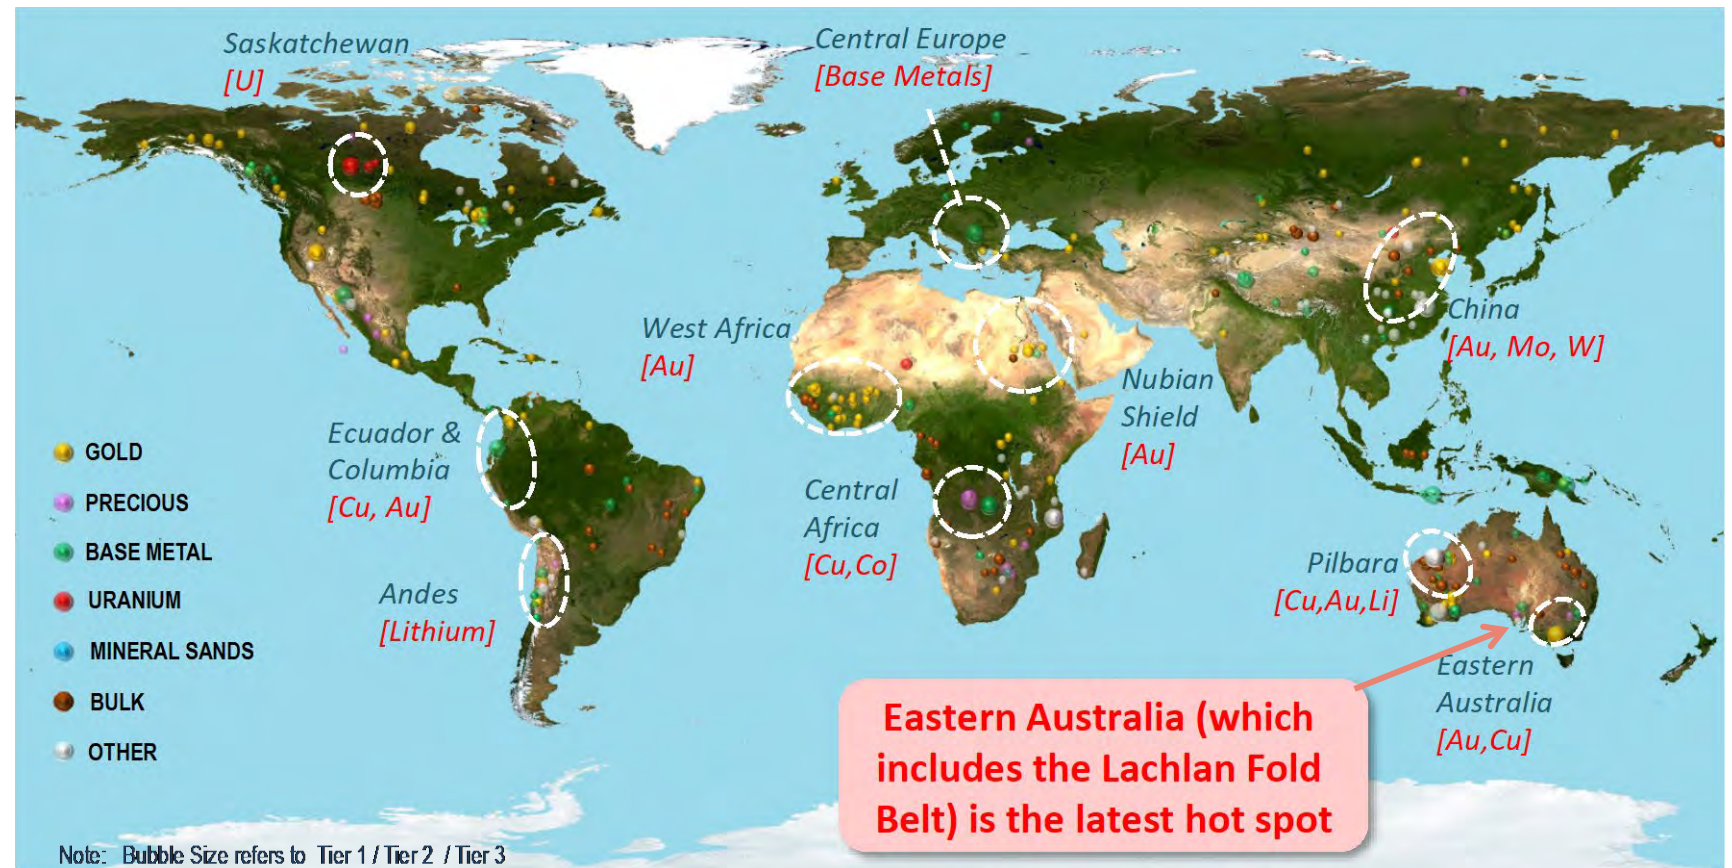 Saskatchewan
[U]
Central Europe
[Base Metals]
West Africa
[Au]
China
[Au, Mo, W]
Nubian
Shield
[Au]
Ecuador &
Columbia
[Cu, Au]
Central
Africa
[Cu,Co]
Andes
[Lithium]
Pilbara
[Cu,Au,Li]
Eastern
Australia
[Au,Cu]
GOLD
PRECIOUS
BASE METAL
URANIUM
MINERAL SANDS
BULK
OTHER
Eastern Australia (which
includes the Lachlan Fold
Belt) is the latest hot spot
Note: Bubble Size refers to Tier 1 / Tier 2 / Tier 3